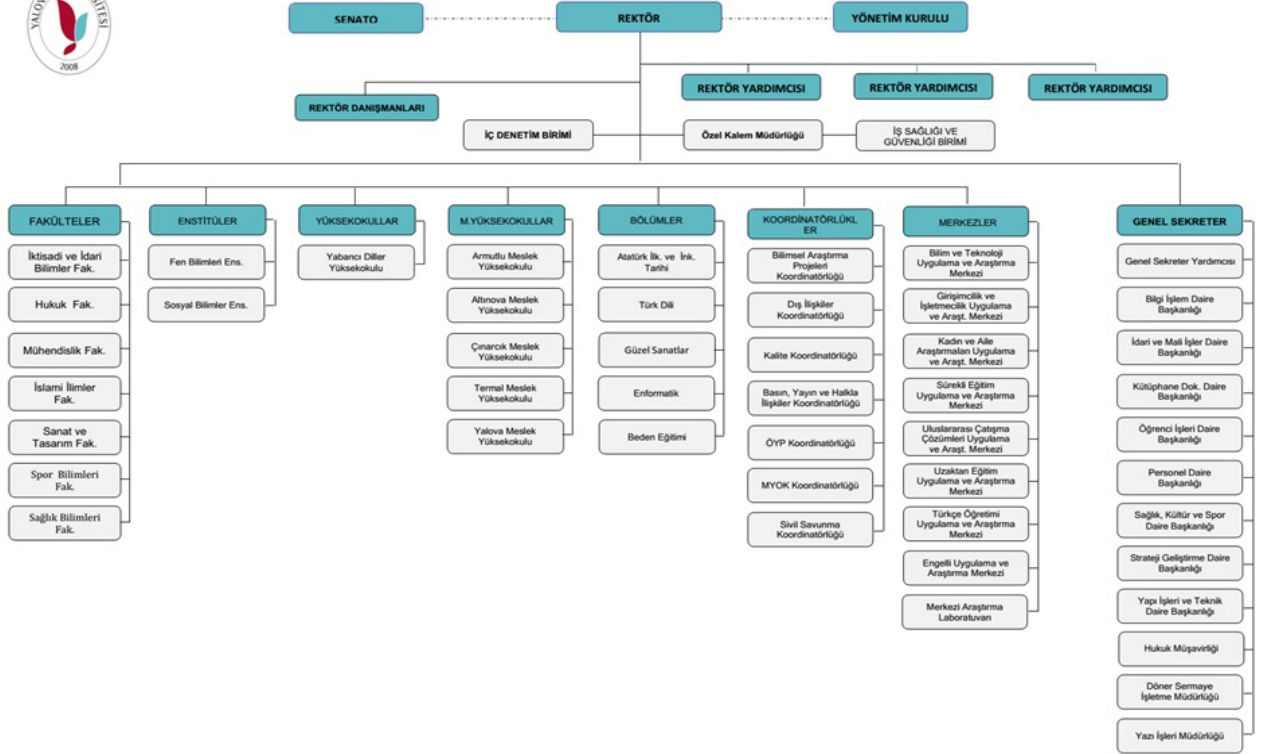 2008
SENATO
REKTÖR
YÖNETİM KURULU
REKTÖR DANIŞMANLARI
REKTÖR YARDIMCISI
REKTÖR YARDIMCISI
REKTÖR YARDIMCISI
İÇ DENETİM BİRİMİ
Özel Kalem Müdürlüğü
İŞ SAĞLIĞI VE
GÜVENLİĞİ BİRİMİ
FAKÜLTELER
İktisadi ve İdari
Bilimler Fak.
Hukuk Fak.
Mühendislik Fak.
İslami İlimler
Fak.
Sanat ve
Tasarım Fak.
Spor Bilimleri
Fak.
Sağlık Bilimleri
Fak.
ENSTİTÜLER
Fen Bilimleri Ens.
Sosyal Bilimler Ens.
YÜKSEKOKULLAR
Yabancı Diller
Yüksekokulu
M.YÜKSEKOKULLAR
Armutlu Meslek
Yüksekokulu
Altınova Meslek
Yüksekokulu
Çınarcık Meslek
Yüksekokulu
Termal Meslek
Yüksekokulu
Yalova Meslek
Yüksekokulu
BÖLÜMLER
Atatürk İlk. ve İnk.
Tarihi
Türk Dili
Güzel Sanatlar
Enformatik
Beden Eğitimi
KOORDİNATÖRLÜKL
ER
Bilimsel Araştırma
Projeleri
Koordinatörlüğü
Dış İlişkiler
Koordinatörlüğü
Kalite Koordinatörlüğü
Basın, Yayın ve Halkla
İlişkiler Koordinatörlüğü
ÖYP Koordinatörlüğü
MYOK Koordinatörlüğü
Sivil Savunma
Koordinatörlüğü
MERKEZLER
Bilim ve Teknoloji
Uygulama ve Araştırma
Merkezi
Girişimcilik ve
İşletmecilik Uygulama
ve Araşt. Merkezi
Kadın ve Aile
Araştırmaları Uygulama
ve Araşt. Merkezi
Sürekli Eğitim
Uygulama ve Araştırma
Merkezi
Uluslararası Çatışma
Çözümleri Uygulama
ve Araşt. Merkezi
Uzaktan Eğitim
Uygulama ve Araştırma
Merkezi
Türkçe Öğretimi
Uygulama ve Araştırma
Merkezi
Engelli Uygulama ve
Araştırma Merkezi
Merkezi Araştırma
Laboratuvarı
GENEL SEKRETER
Genel Sekreter Yardımcısı
Bilgi İşlem Daire
Başkanlığı
İdari ve Mali İşler Daire
Başkanlığı
Kütüphane Dok. Daire
Başkanlığı
Öğrenci İşleri Daire
Başkanlığı
Personel Daire
Başkanlığı
Sağlık, Kültür ve Spor
Daire Başkanlığı
Strateji Geliştirme Daire
Başkanlığı
Yapı İşleri ve Teknik
Daire Başkanlığı
Hukuk Müşavirliği
Döner Sermaye
İşletme Müdürlüğü
Yazı İşleri Müdürlüğü